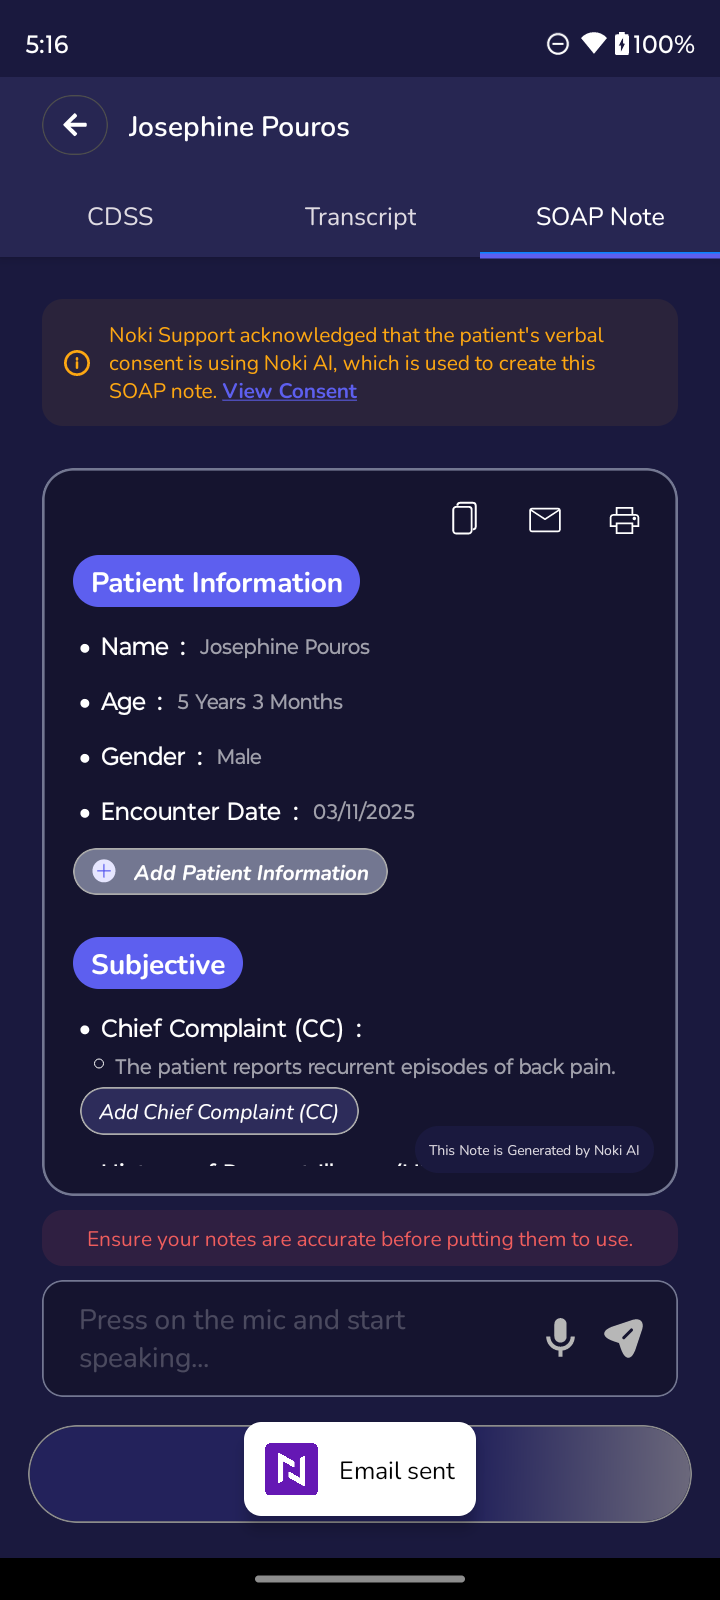 5:16
100%
Josephine Pouros
CDSS
Transcript
SOAP Note
Noki Support acknowledged that the patient's verbal
consent is using Noki AI, which is used to create this
SOAP note. View Consent
Patient Information
• Name : Josephine Pouros
• Age : 5 Years 3 Months
• Gender : Male
• Encounter Date : 03/11/2025
Add Patient Information
Subjective
• Chief Complaint (CC) :
○ The patient reports recurrent episodes of back pain.
Add Chief Complaint (CC)
This Note is Generated by Noki AI
Ensure your notes are accurate before putting them to use.
Press on the mic and start
speaking...
Email sent